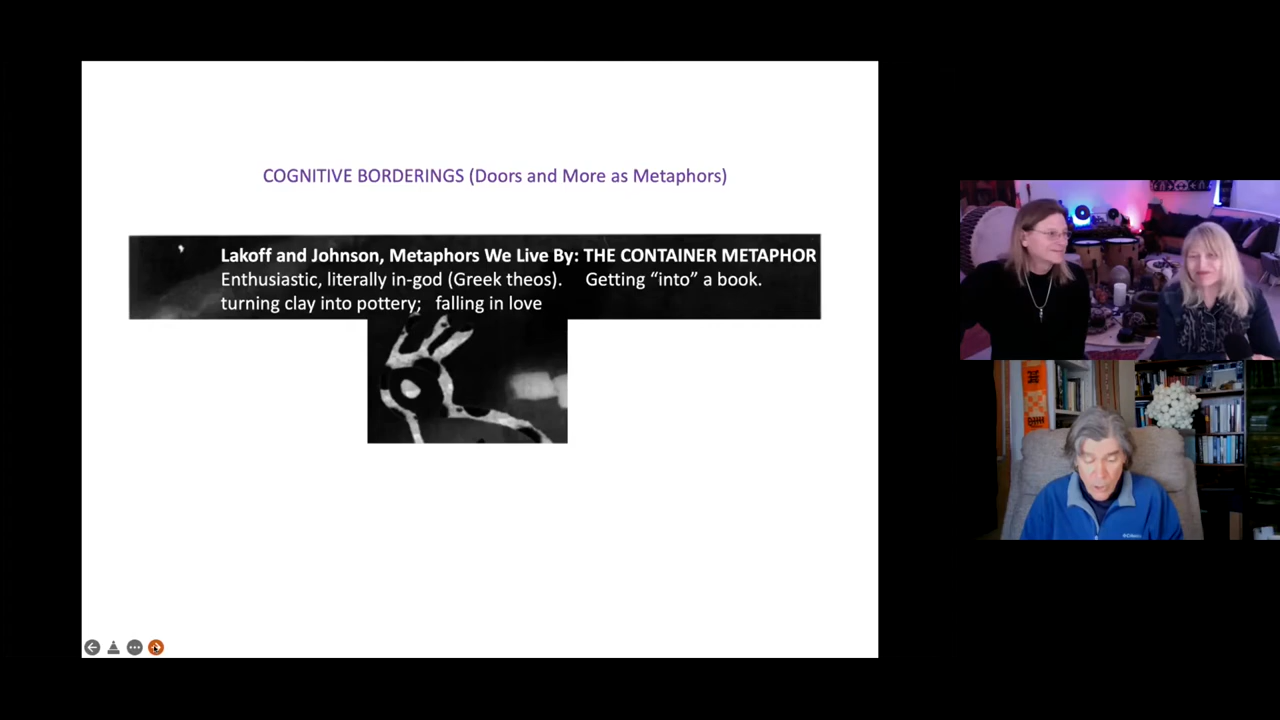 COGNITIVE BORDERINGS (Doors and More as Metaphors)
Lakoff and Johnson, Metaphors We Live By: THE CONTAINER METAPHOR
Enthusiastic, literally in-god (Greek theos). Getting “into” a book.
turning clay into pottery; falling in love